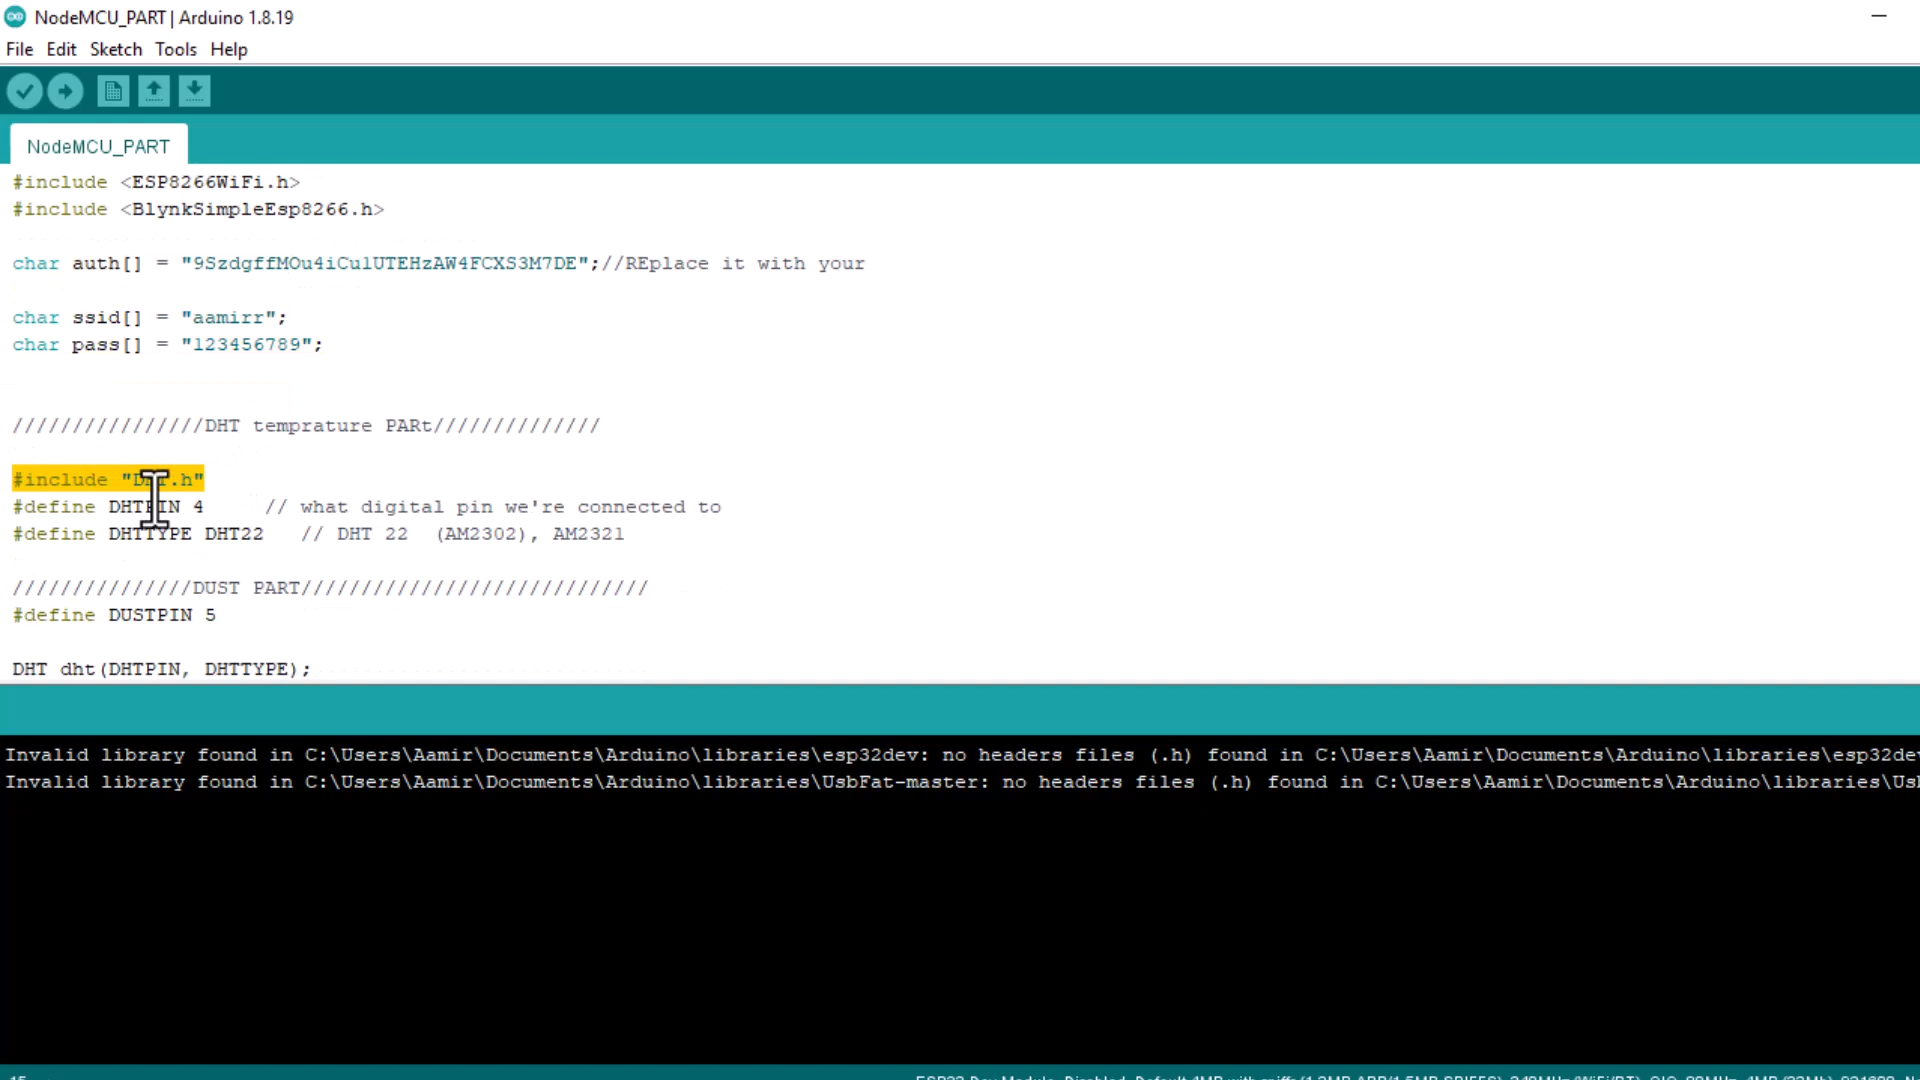 NodeMCU_PART | Arduino 1.8.19
File Edit Sketch Tools Help
NodeMCU_PART
#include <ESP8266WiFi.h>
#include <BlynkSimpleEsp8266.h>
char auth[] = "9SzdgffMOu4iCulUTEHzAW4FCXS3M7DE";//REplace it with your
char ssid[] = "aamirr";
char pass[] = "123456789";
////////////////DHT temprature PARt//////////////
#include "DHT.h"
#define DHTPIN 4 // what digital pin we're connected to
#define DHTTYPE DHT22 // DHT 22 (AM2302), AM2321
///////////////DUST PART/////////////////////////////
#define DUSTPIN 5
DHT dht(DHTPIN, DHTTYPE);
Invalid library found in C:\Users\Aamir\Documents\Arduino\libraries\esp32dev: no headers files (.h) found in C:\Users\Aamir\Documents\Arduino\libraries\esp32dev
Invalid library found in C:\Users\Aamir\Documents\Arduino\libraries\UsbFat-master: no headers files (.h) found in C:\Users\Aamir\Documents\Arduino\libraries\Us